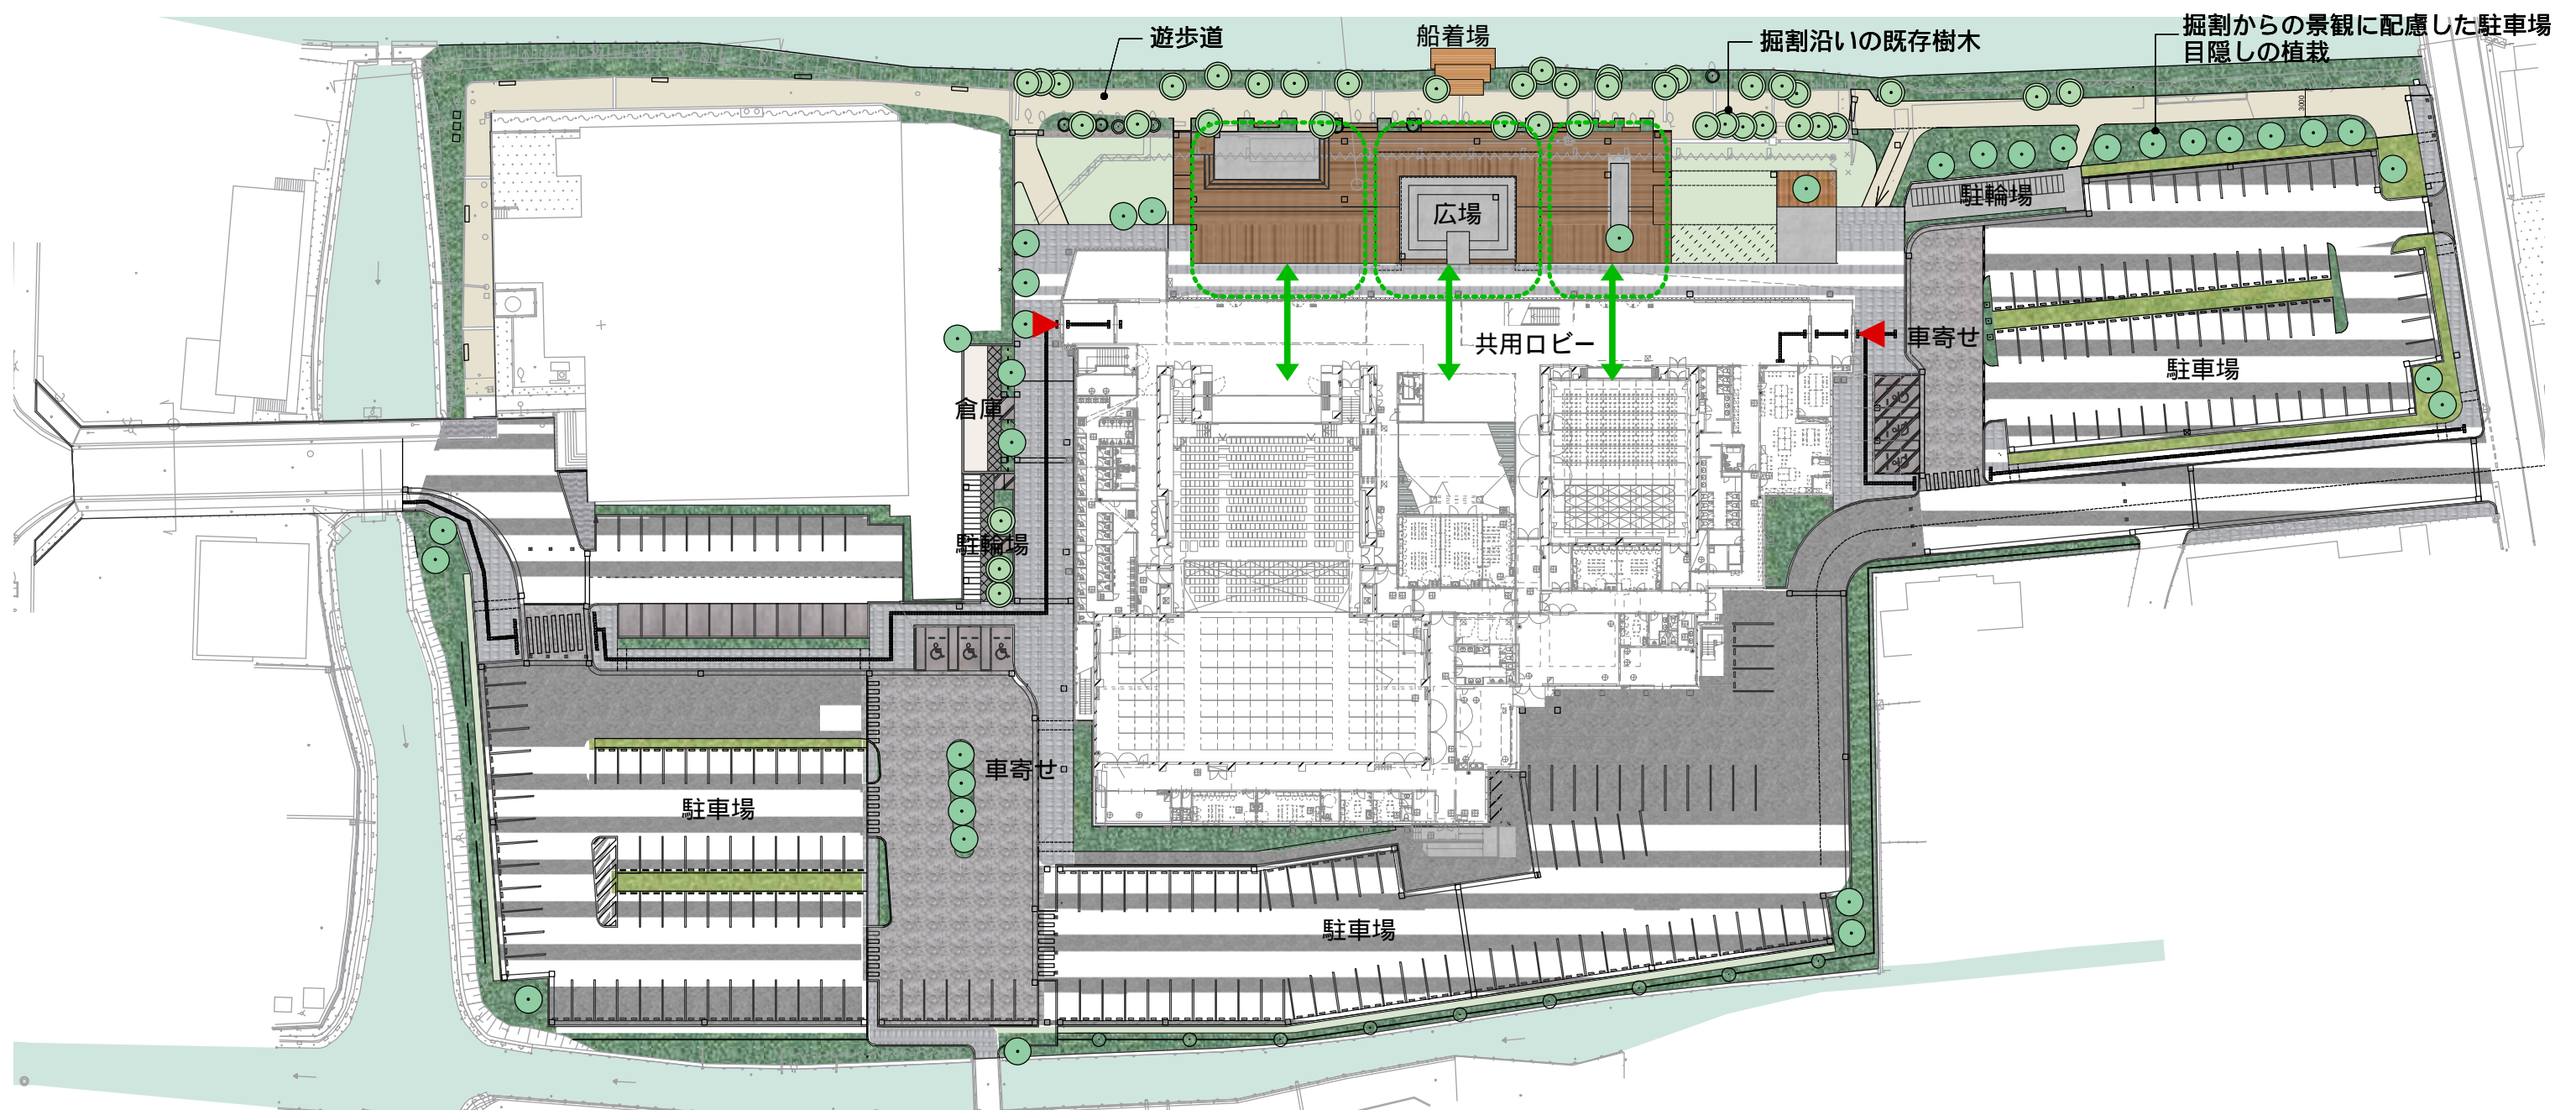 遊歩道
船着場
掘割沿いの既存樹木
掘割からの景観に配慮した駐車場
目隠しの植栽
3000
駐輪場
広場
共用ロビー
車寄せ
駐車場
倉庫
駐輪場
車寄せ
駐車場
駐車場